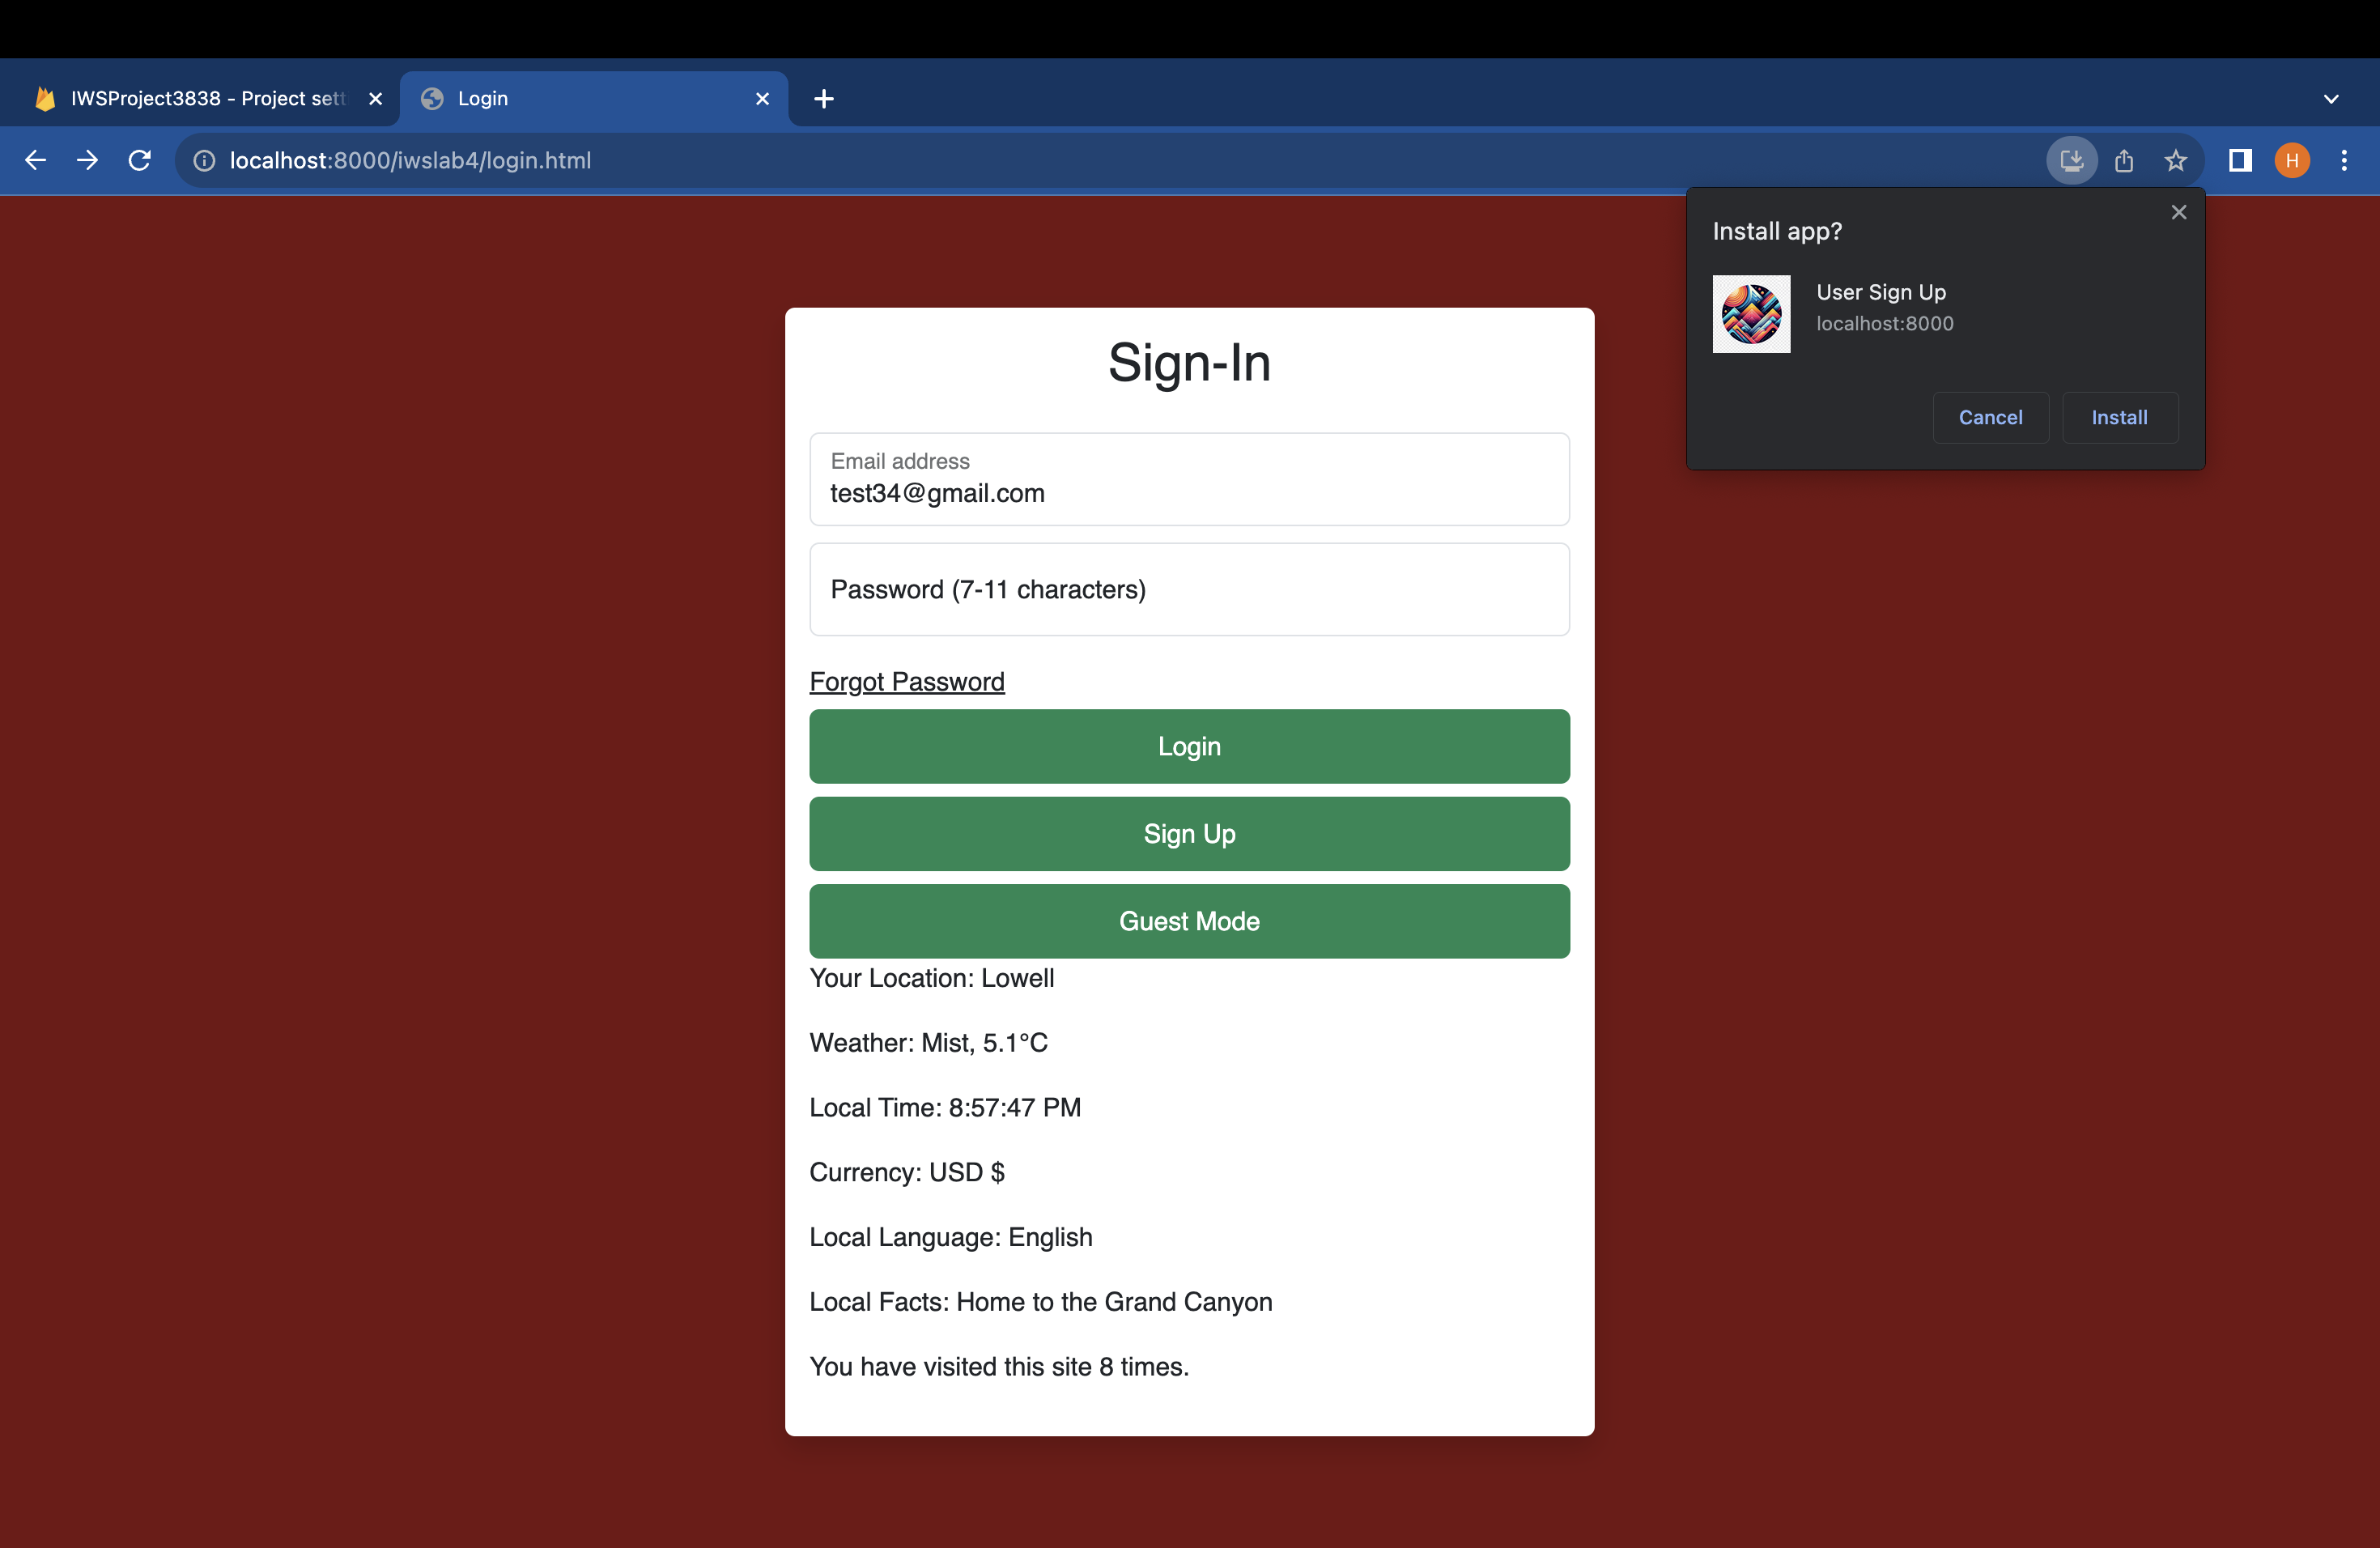 IWSProject3838 - Project sett
Login
localhost:8000/iwslab4/login.html
H
Install app?
User Sign Up
localhost:8000
Cancel
Install
Sign-In
Email address
test34@gmail.com
Password (7-11 characters)
Forgot Password
Login
Sign Up
Guest Mode
Your Location: Lowell
Weather: Mist, 5.1°C
Local Time: 8:57:47 PM
Currency: USD $
Local Language: English
Local Facts: Home to the Grand Canyon
You have visited this site 8 times.